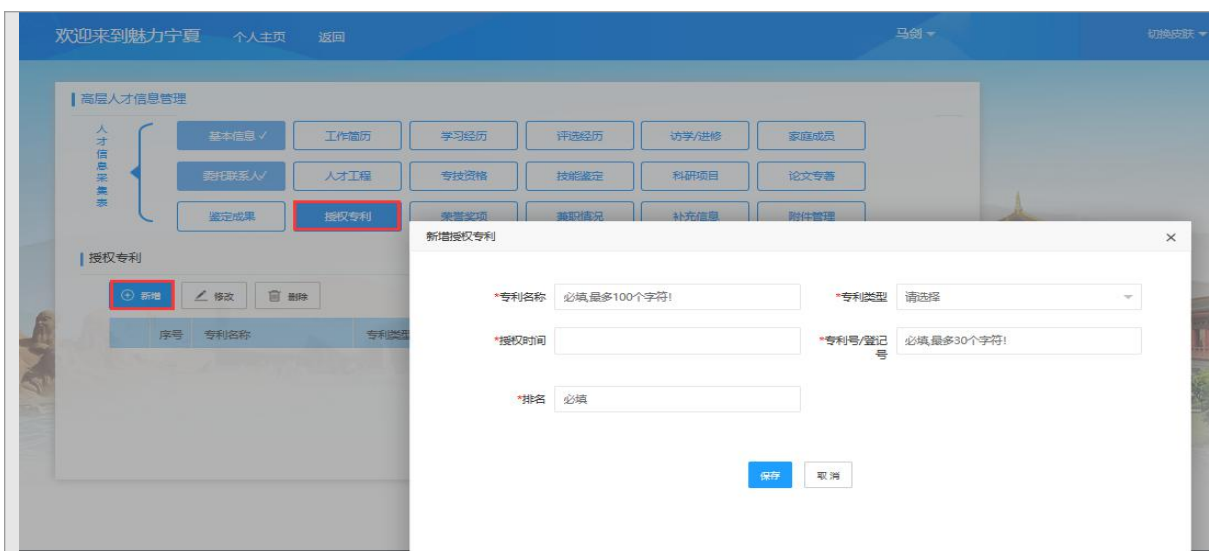 欢迎来到魅力宁夏 个人主页 返回 马剑 切换皮肤
高层人才信息管理
人才信息采集表
基本信息✓ 工作简历 学习经历 评选经历 访学/进修 家庭成员
委托联系人✓ 人才工程 专技资格 技能鉴定 科研项目 论文专著
鉴定成果 授权专利 荣誉奖项 兼职情况 补充信息 附件管理
授权专利
新增 修改 删除
序号 专利名称 专利类型
新增授权专利 ×
*专利名称 必填,最多100个字符! *专利类型 请选择
*授权时间 *专利号/登记
号 必填,最多30个字符!
*排名 必填
保存 取消